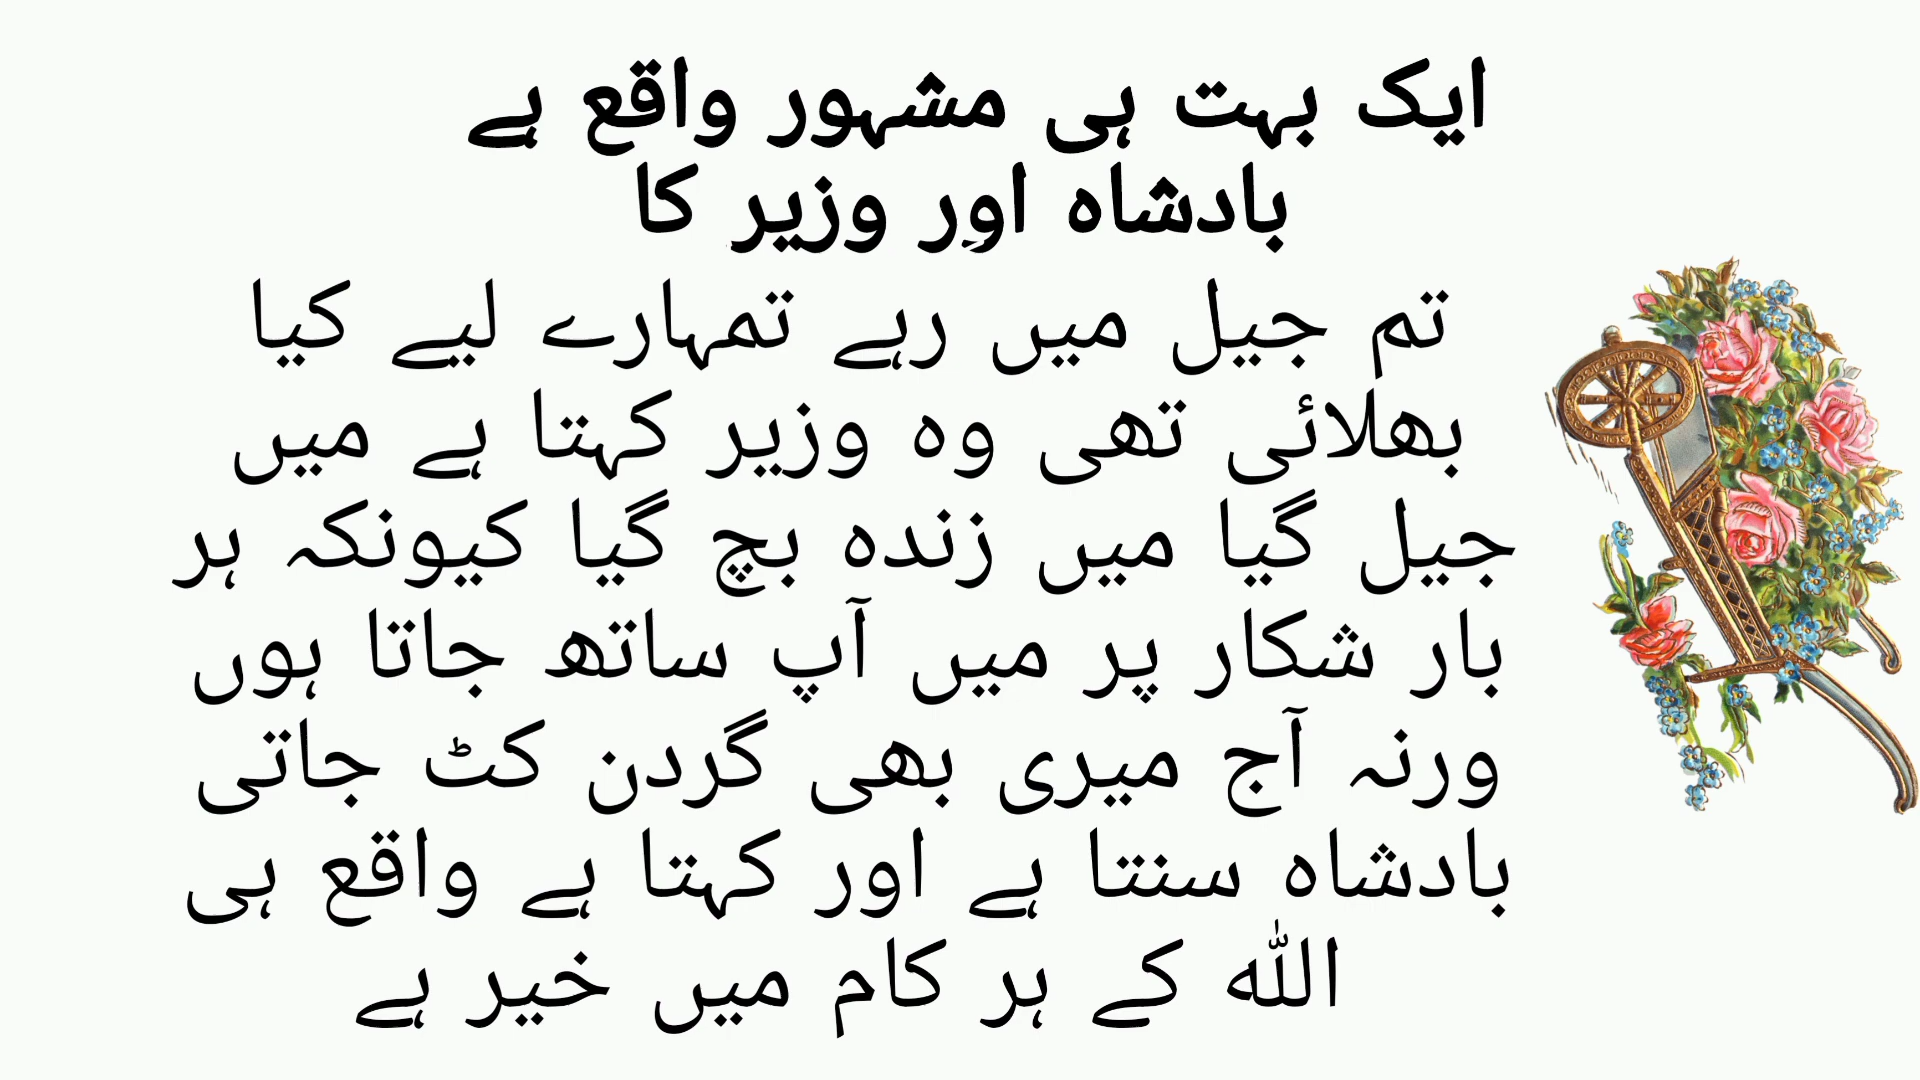 ایک بہت ہی مشہور واقع ہے
بادشاہ اور وزیر کا
تم جیل میں رہے تمہارے لیے کیا
بھلائی تھی وہ وزیر کہتا ہے میں
جیل گیا میں زندہ بچ گیا کیونکہ ہر
بار شکار پر میں آپ ساتھ جاتا ہوں
ورنہ آج میری بھی گردن کٹ جاتی
بادشاہ سنتا ہے اور کہتا ہے واقع ہی
اللہ کے ہر کام میں خیر ہے